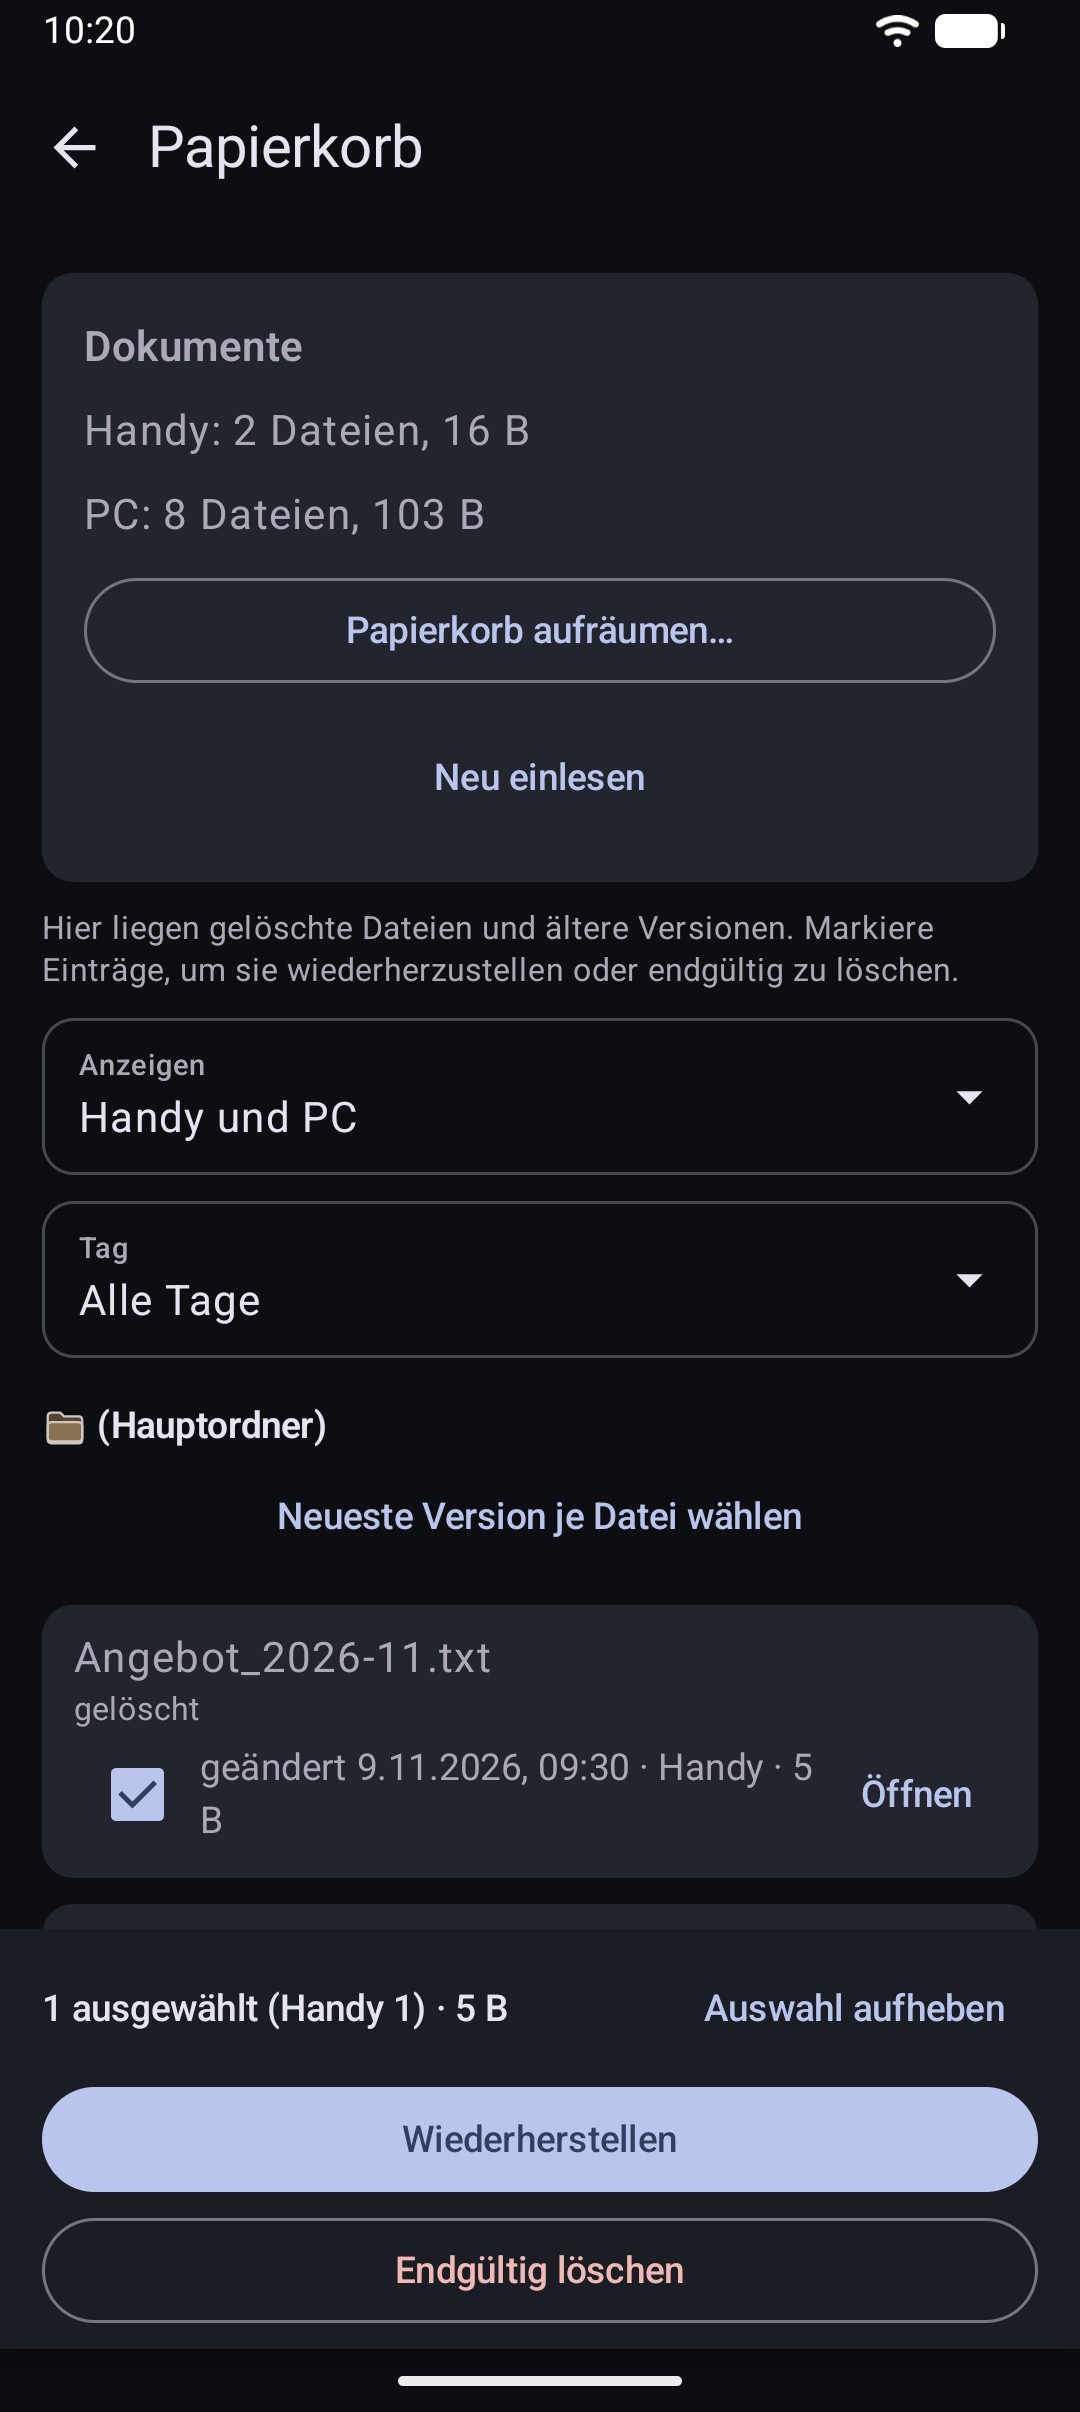 10:20
Papierkorb
Dokumente
Handy: 2 Dateien, 16 B
PC: 8 Dateien, 103 B
Papierkorb aufräumen…
Neu einlesen
Hier liegen gelöschte Dateien und ältere Versionen. Markiere
Einträge, um sie wiederherzustellen oder endgültig zu löschen.
Anzeigen
Handy und PC
Tag
Alle Tage
(Hauptordner)
Neueste Version je Datei wählen
Angebot_2026-11.txt
gelöscht
geändert 9.11.2026, 09:30 · Handy · 5
B
Öffnen
1 ausgewählt (Handy 1) · 5 B
Auswahl aufheben
Wiederherstellen
Endgültig löschen